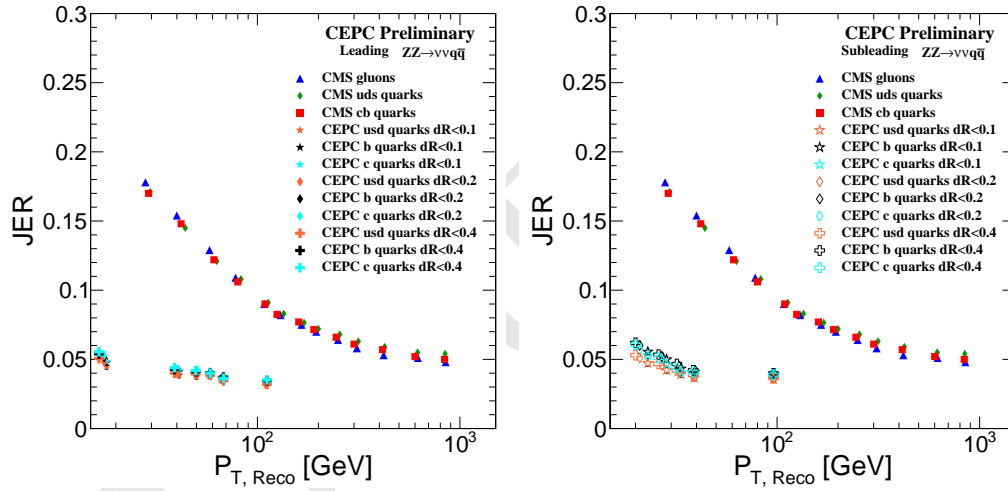 0.3
0.25
0.2
0.15
0.1
0.05
0
JER
CEPC Preliminary
Leading ZZ→ννqq̅
CMS gluons
CMS uds quarks
CMS cb quarks
CEPC usd quarks dR<0.1
CEPC b quarks dR<0.1
CEPC c quarks dR<0.1
CEPC usd quarks dR<0.2
CEPC b quarks dR<0.2
CEPC c quarks dR<0.2
CEPC usd quarks dR<0.4
CEPC b quarks dR<0.4
CEPC c quarks dR<0.4
10²
10³
P_T, Reco [GeV]
0.3
0.25
0.2
0.15
0.1
0.05
0
JER
CEPC Preliminary
Subleading ZZ→ννqq̅
CMS gluons
CMS uds quarks
CMS cb quarks
CEPC usd quarks dR<0.1
CEPC b quarks dR<0.1
CEPC c quarks dR<0.1
CEPC usd quarks dR<0.2
CEPC b quarks dR<0.2
CEPC c quarks dR<0.2
CEPC usd quarks dR<0.4
CEPC b quarks dR<0.4
CEPC c quarks dR<0.4
10²
10³
P_T, Reco [GeV]